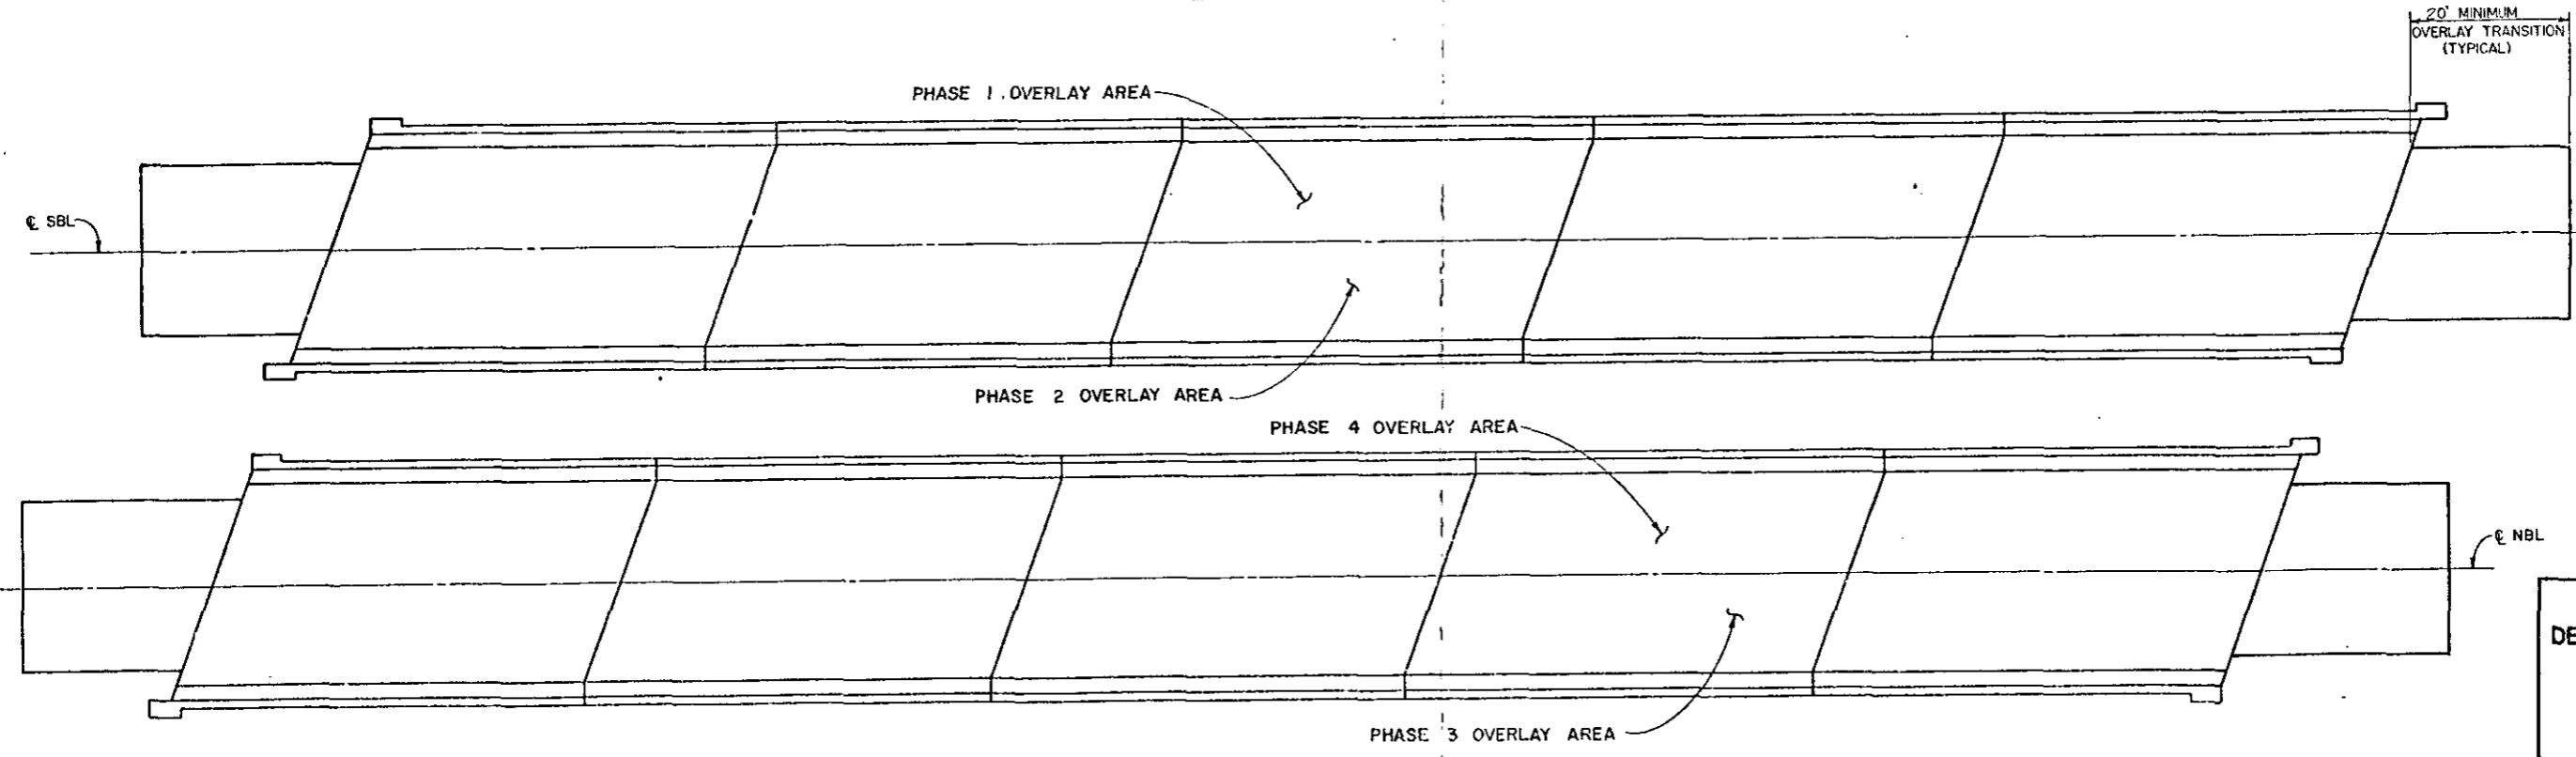 20' MINIMUM
OVERLAY TRANSITION
(TYPICAL)
PHASE 1 . OVERLAY AREA
℄ SBL
PHASE 2 OVERLAY AREA
PHASE 4 OVERLAY AREA
℄ NBL
DE
PHASE 3 OVERLAY AREA